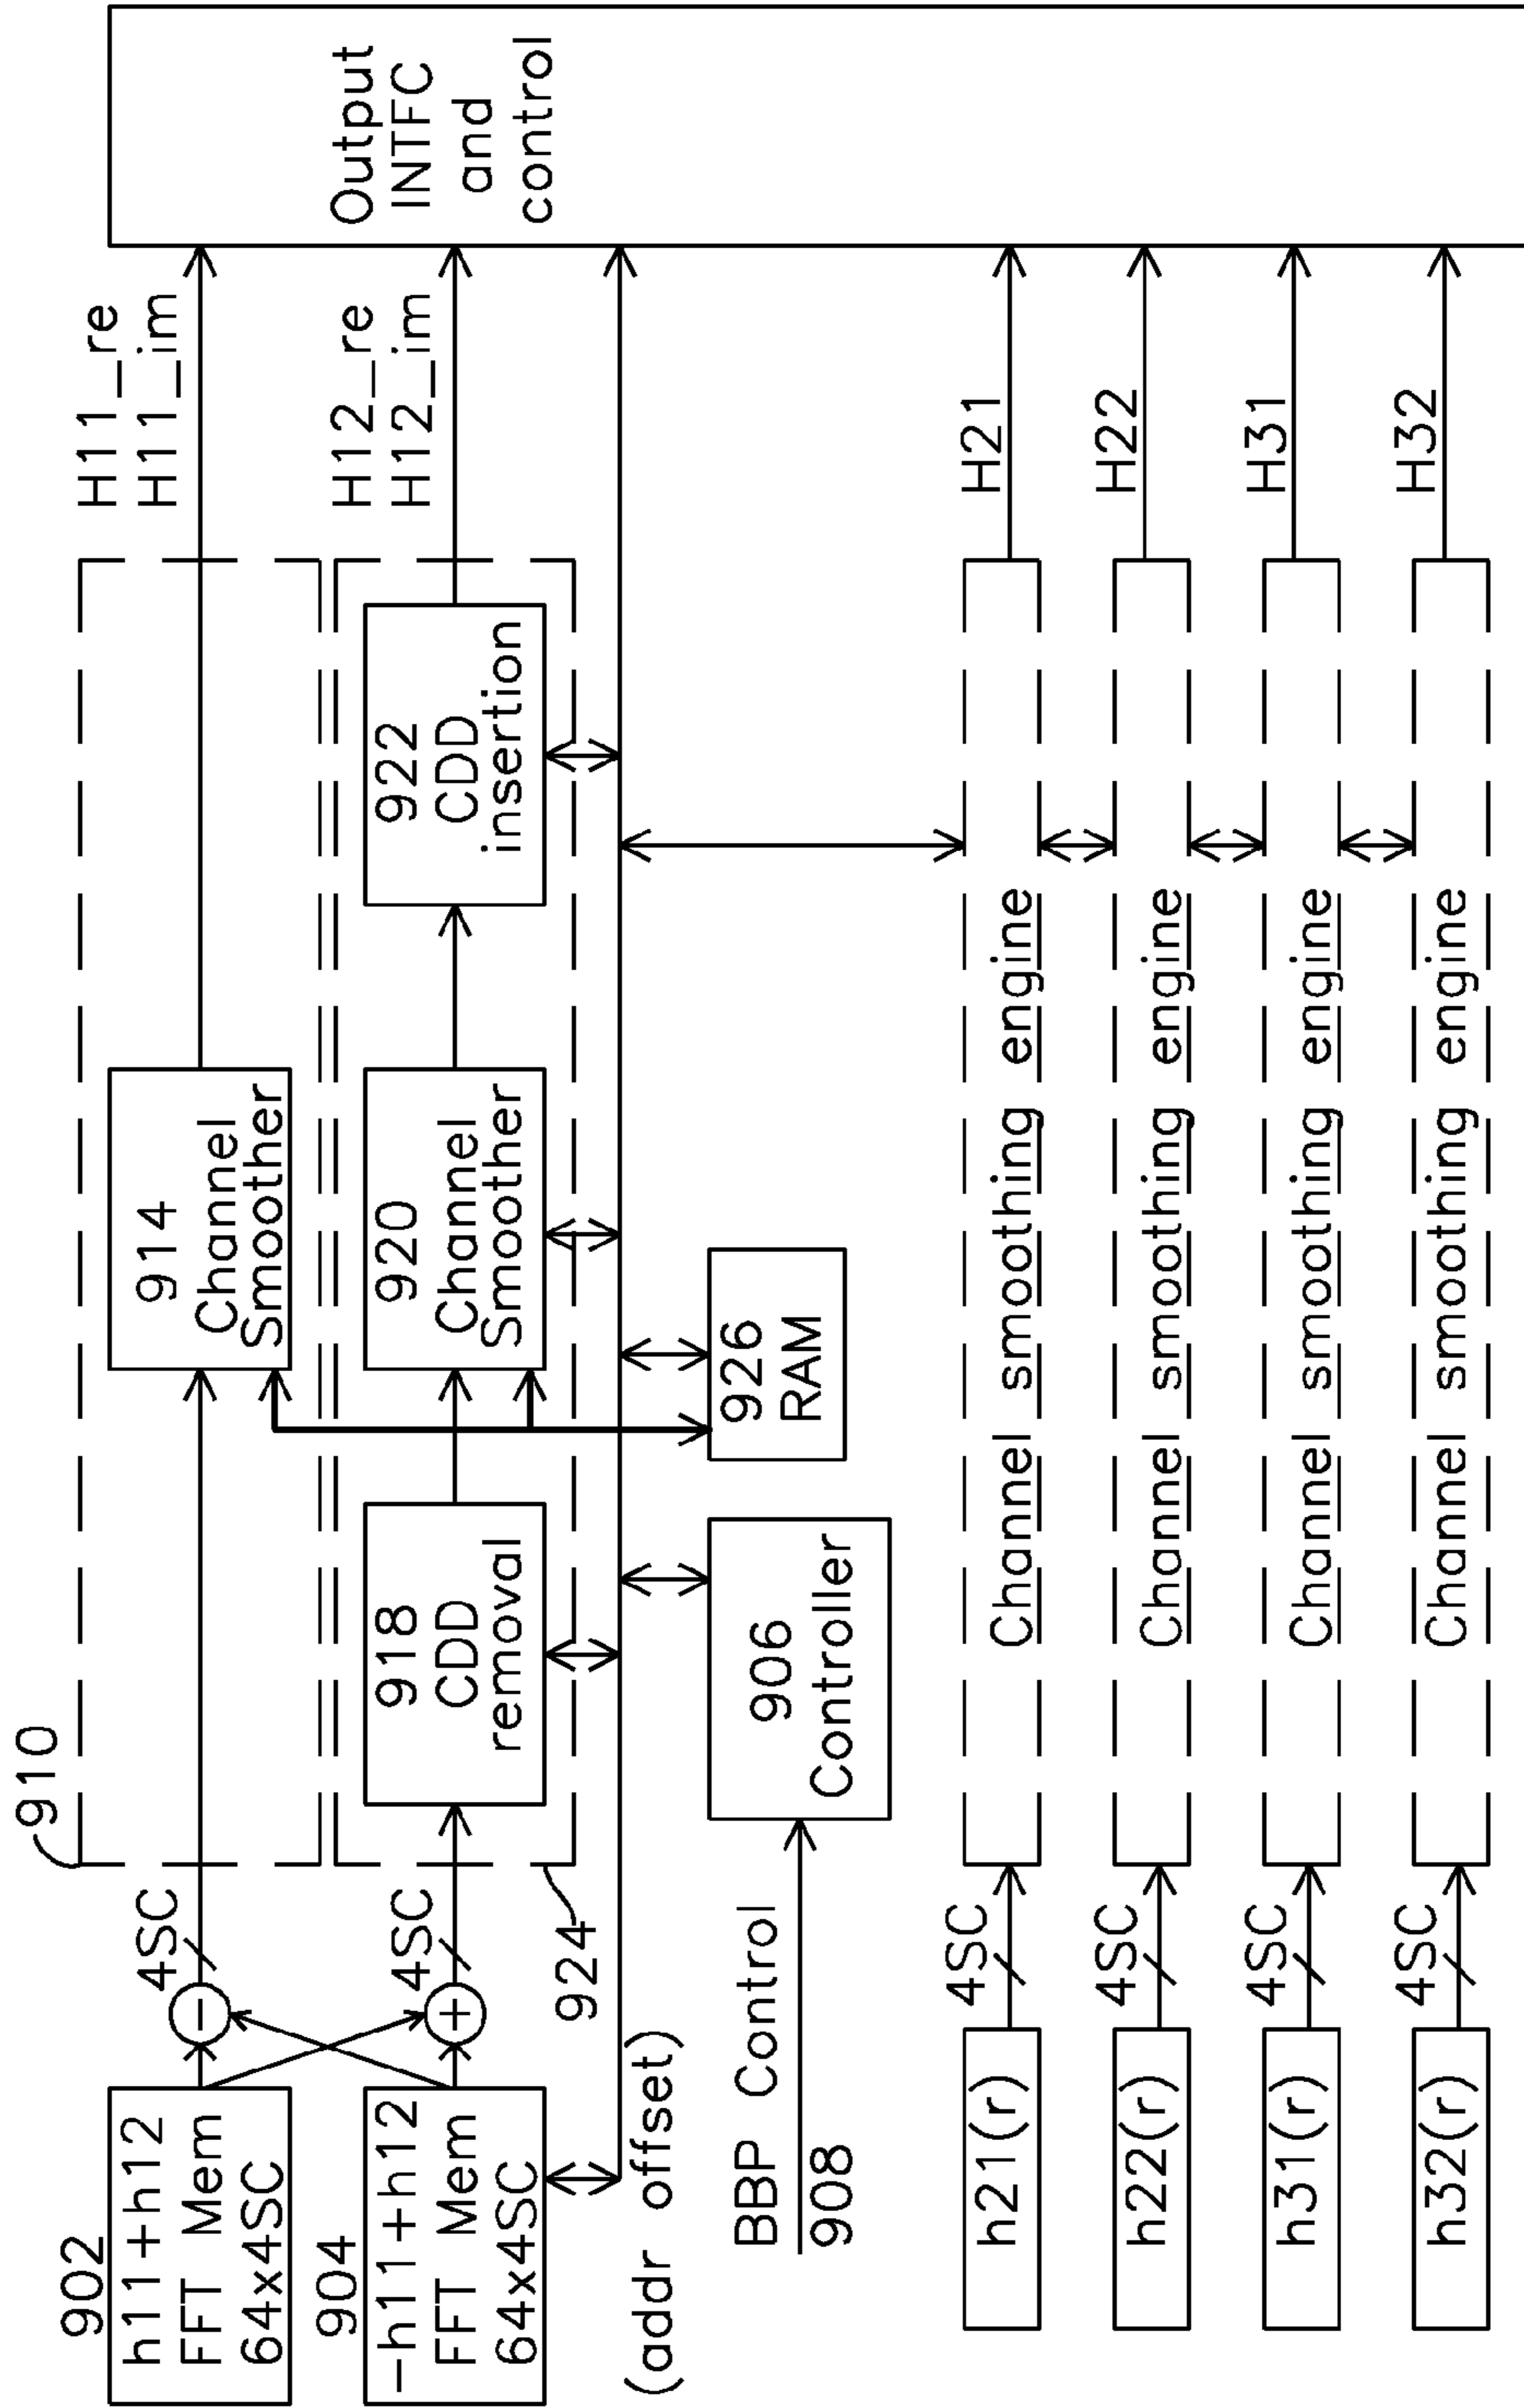 902
h11+h12
FFT Mem
64x4SC
4SC
910
914
Channel
Smoother
H11_re
H11_im
904
-h11+h12
FFT Mem
64x4SC
4SC
924
918
CDD
removal
920
Channel
Smoother
922
CDD
insertion
H12_re
H12_im
Output
INTFC
and
control
(addr offset)
BBP Control
908
906
Controller
926
RAM
h21(r)
4SC
Channel smoothing engine
H21
h22(r)
4SC
Channel smoothing engine
H22
h31(r)
4SC
Channel smoothing engine
H31
h32(r)
4SC
Channel smoothing engine
H32
-
+